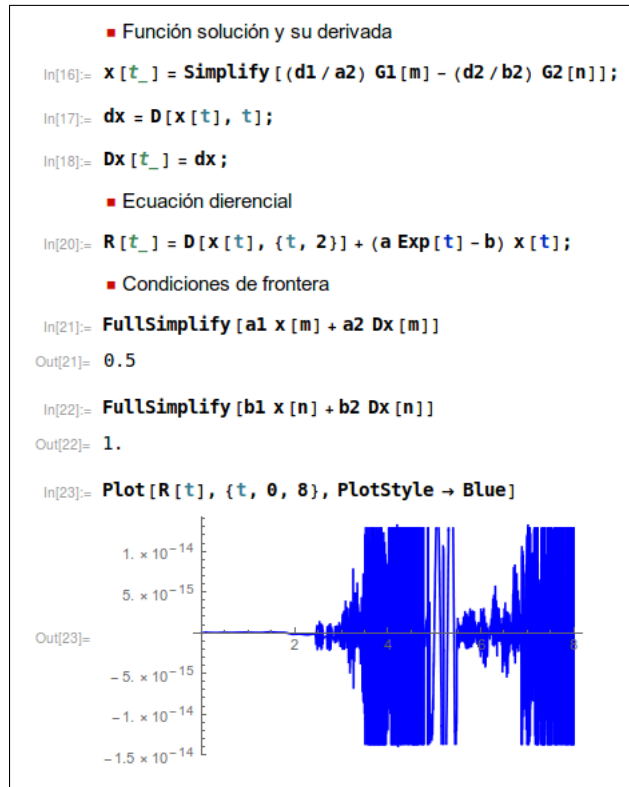 ■ Función solución y su derivada
In[16]:= x[t_] = Simplify[(d1 / a2) G1[m] - (d2 / b2) G2[n]];
In[17]:= dx = D[x[t], t];
In[18]:= Dx[t_] = dx;
■ Ecuación dierencial
In[20]:= R[t_] = D[x[t], {t, 2}] + (a Exp[t] - b) x[t];
■ Condiciones de frontera
In[21]:= FullSimplify[a1 x[m] + a2 Dx[m]]
Out[21]= 0.5
In[22]:= FullSimplify[b1 x[n] + b2 Dx[n]]
Out[22]= 1.
In[23]:= Plot[R[t], {t, 0, 8}, PlotStyle → Blue]
1. × 10^-14
5. × 10^-15
Out[23]=
2 4 6 8
-5. × 10^-15
-1. × 10^-14
-1.5 × 10^-14